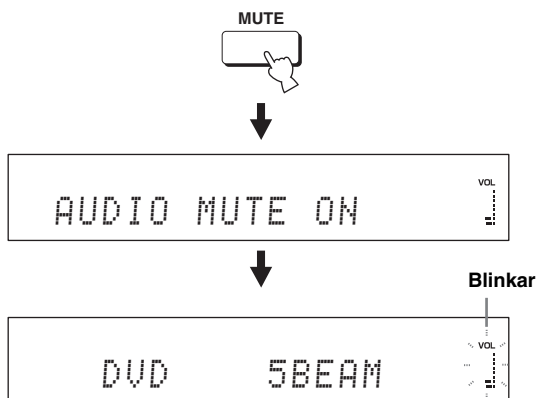 MUTE
VOL
AUDIO MUTE ON
Blinkar
VOL
DVD 5BEAM